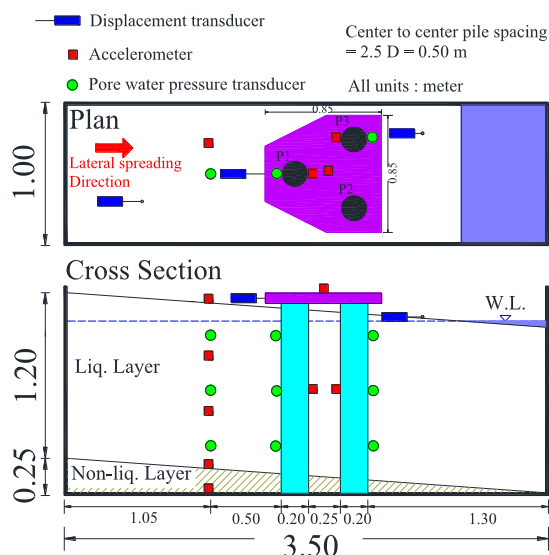 Displacement transducer
Accelerometer
Pore water pressure transducer
Center to center pile spacing
= 2.5 D = 0.50 m
All units : meter
Plan
0.85
P3
P1
P2
0.85
Lateral spreading
Direction
1.00
Cross Section
W.L.
Liq. Layer
1.20
Non-liq. Layer
0.25
1.05
0.50
0.20
0.25
0.20
1.30
3.50